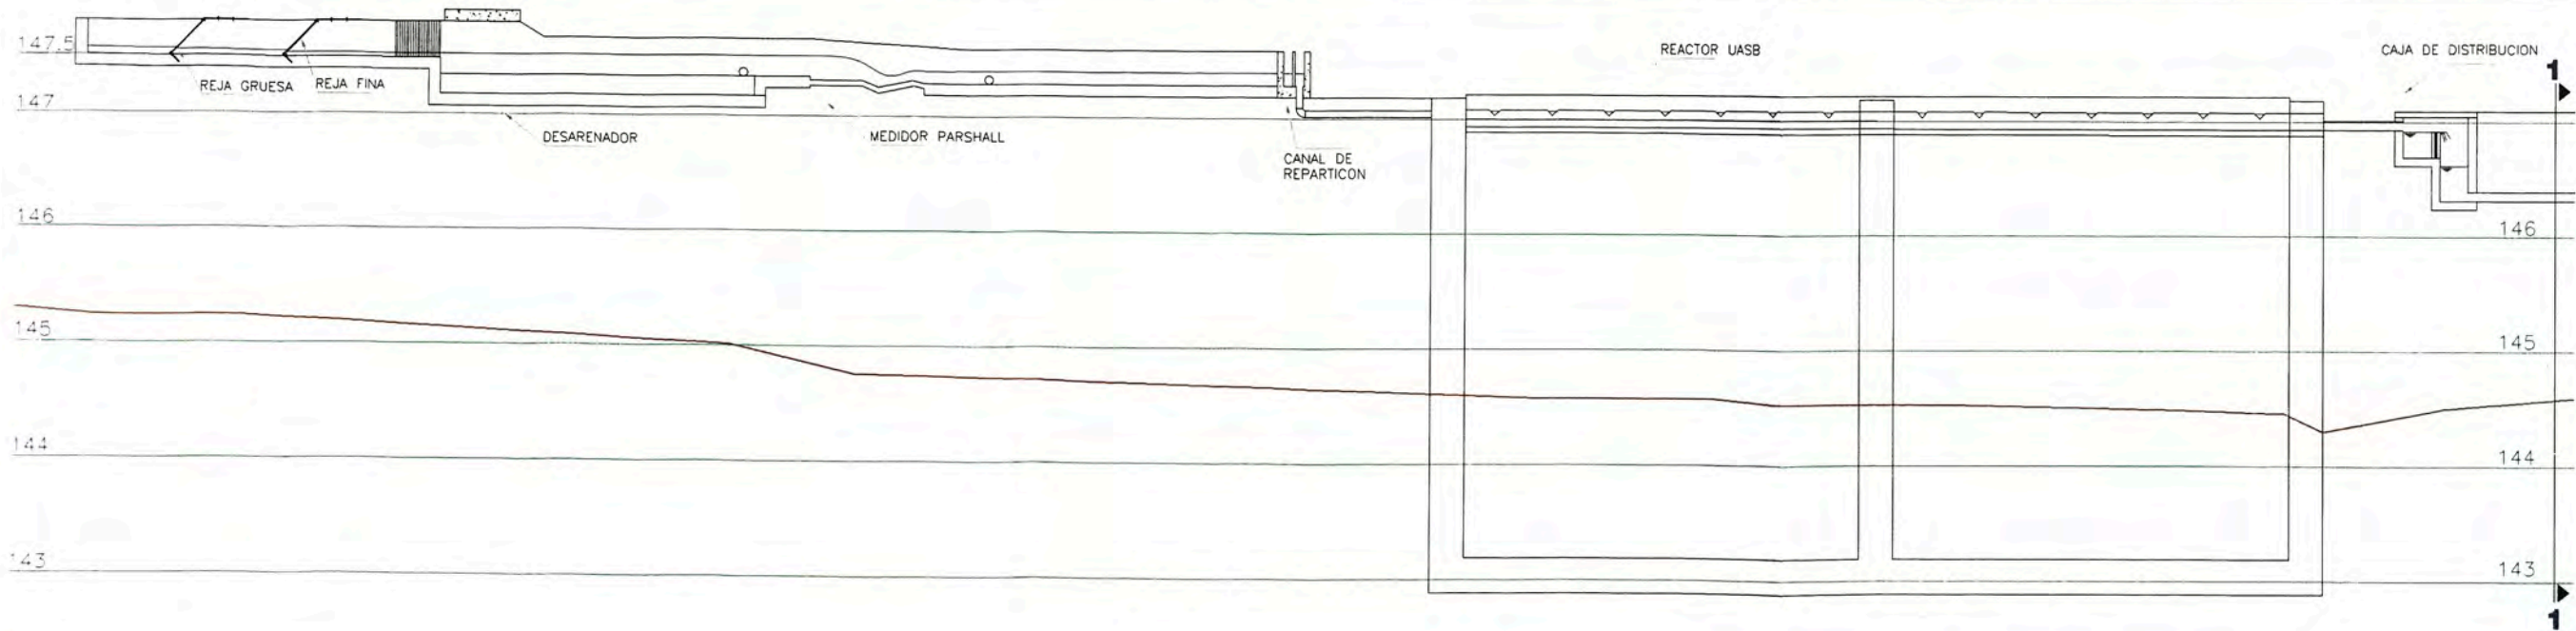 147.5
REJA GRUESA
REJA FINA
REACTOR UASB
CAJA DE DISTRIBUCION
1
147
DESARENADOR
MEDIDOR PARSHALL
CANAL DE
REPARTICON
146
146
145
145
144
144
143
143
1